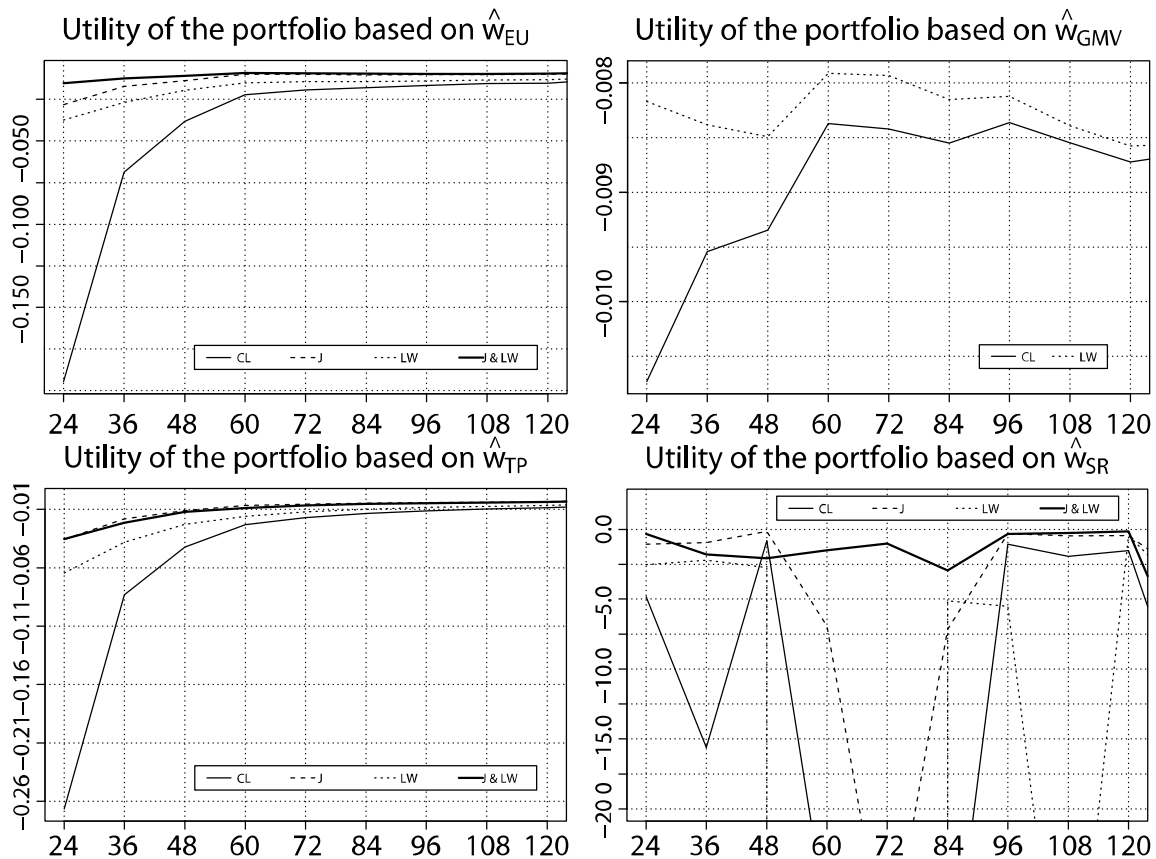 Utility of the portfolio based on ŵEU
-0.050
-0.100
-0.150
CL J LW J & LW
24 36 48 60 72 84 96 108 120
Utility of the portfolio based on ŵGMV
-0.008
-0.009
-0.010
CL LW
24 36 48 60 72 84 96 108 120
Utility of the portfolio based on ŵTP
-0.01
-0.06
-0.11
-0.16
-0.21
-0.26
CL J LW J & LW
24 36 48 60 72 84 96 108 120
Utility of the portfolio based on ŵSR
CL J LW J & LW
0.0
-5.0
-10.0
-15.0
-20.0
24 36 48 60 72 84 96 108 120